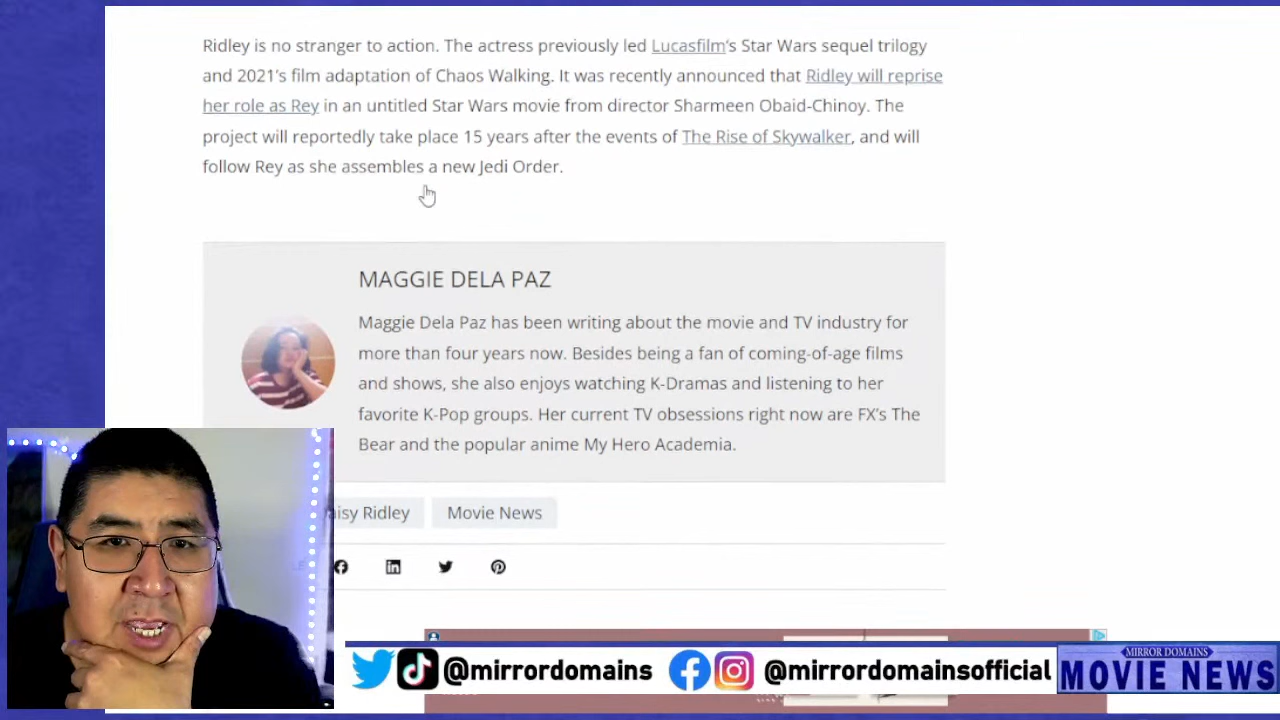 Ridley is no stranger to action. The actress previously led Lucasfilm's Star Wars sequel trilogy
and 2021's film adaptation of Chaos Walking. It was recently announced that Ridley will reprise
her role as Rey in an untitled Star Wars movie from director Sharmeen Obaid-Chinoy. The
project will reportedly take place 15 years after the events of The Rise of Skywalker, and will
follow Rey as she assembles a new Jedi Order.
MAGGIE DELA PAZ
Maggie Dela Paz has been writing about the movie and TV industry for
more than four years now. Besides being a fan of coming-of-age films
and shows, she also enjoys watching K-Dramas and listening to her
favorite K-Pop groups. Her current TV obsessions right now are FX's The
Bear and the popular anime My Hero Academia.
Ridley
Movie News
@mirrordomains
@mirrordomainsofficial
MIRROR DOMAINS
MOVIE NEWS